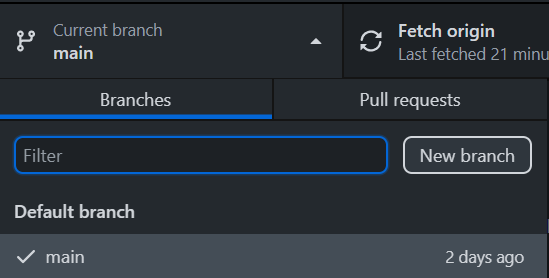 Current branch
main
Fetch origin
Last fetched 21 minu
Branches
Pull requests
Filter
New branch
Default branch
main
2 days ago